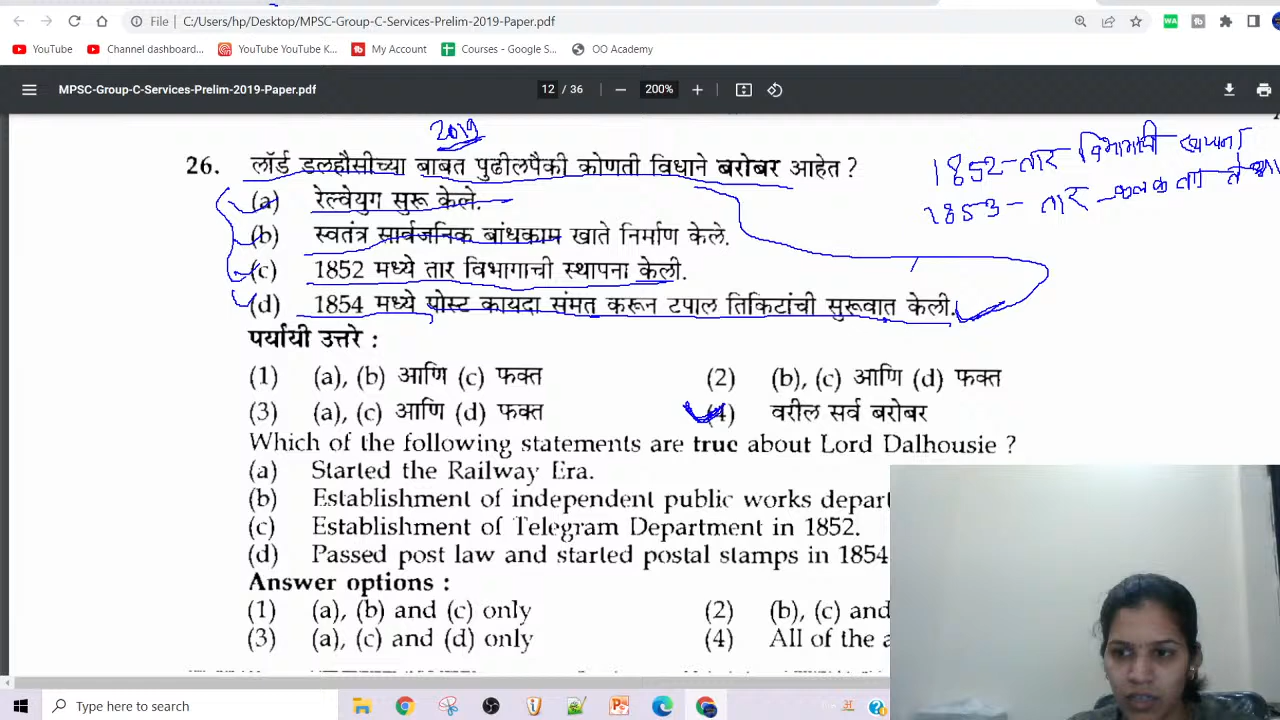 File | C:/Users/hp/Desktop/MPSC-Group-C-Services-Prelim-2019-Paper.pdf
YouTube Channel dashboard... YouTube YouTube K... My Account Courses - Google S... OO Academy
MPSC-Group-C-Services-Prelim-2019-Paper.pdf 12 / 36 200%
2019
1852 - तार विभागाची स्थापना
1853 - तार - कलकत्ता ते
26. लॉर्ड डलहौसीच्या बाबत पुढीलपैकी कोणती विधाने बरोबर आहेत ?
(a) रेल्वेयुग सुरू केले.
(b) स्वतंत्र सार्वजनिक बांधकाम खाते निर्माण केले.
(c) 1852 मध्ये तार विभागाची स्थापना केली.
(d) 1854 मध्ये पोस्ट कायदा संमत करून टपाल तिकिटांची सुरूवात केली.
पर्यायी उत्तरे :
(1) (a), (b) आणि (c) फक्त (2) (b), (c) आणि (d) फक्त
(3) (a), (c) आणि (d) फक्त (4) वरील सर्व बरोबर
Which of the following statements are true about Lord Dalhousie ?
(a) Started the Railway Era.
(b) Establishment of independent public works depar
(c) Establishment of Telegram Department in 1852.
(d) Passed post law and started postal stamps in 1854
Answer options :
(1) (a), (b) and (c) only (2) (b), (c) and
(3) (a), (c) and (d) only (4) All of the a
Type here to search